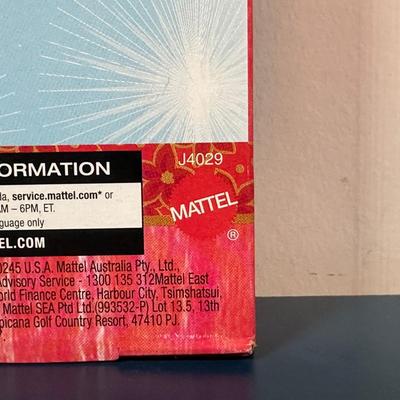 ORMATION
J4029
service.mattel.com* or
AM – 6PM, ET.
guage only
MATTEL
®
EL.COM
0245 U.S.A. Mattel Australia Pty., Ltd.,
Advisory Service - 1300 135 312Mattel East
orld Finance Centre, Harbour City, Tsimshatsui,
Mattel SEA Ptd Ltd.(993532-P) Lot 13.5, 13th
picana Golf Country Resort, 47410 PJ.